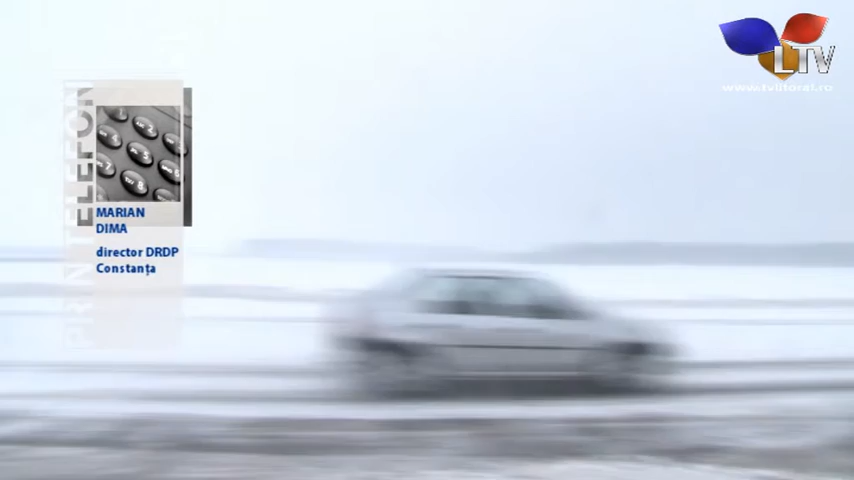 LTV
www.tvlitoral.ro
PRIN TELEFON
MARIAN
DIMA
director DRDP
Constanța